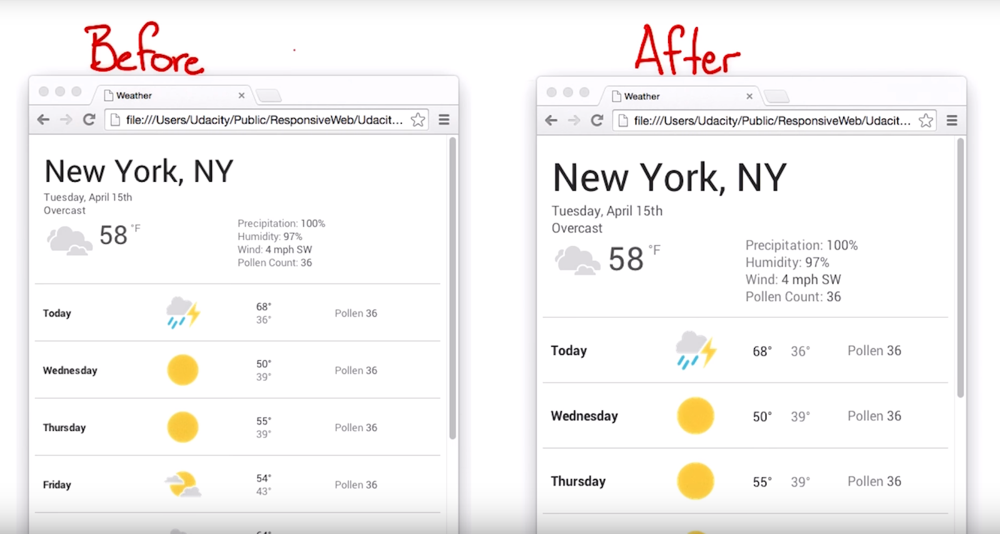 Before
Weather
file:///Users/Udacity/Public/ResponsiveWeb/Udacit...
New York, NY
Tuesday, April 15th
Overcast
58 °F
Precipitation: 100%
Humidity: 97%
Wind: 4 mph SW
Pollen Count: 36
Today 68° 36° Pollen 36
Wednesday 50° 39° Pollen 36
Thursday 55° 39° Pollen 36
Friday 54° 43° Pollen 36
After
Weather
file:///Users/Udacity/Public/ResponsiveWeb/Udacit...
New York, NY
Tuesday, April 15th
Overcast
58 °F
Precipitation: 100%
Humidity: 97%
Wind: 4 mph SW
Pollen Count: 36
Today 68° 36° Pollen 36
Wednesday 50° 39° Pollen 36
Thursday 55° 39° Pollen 36